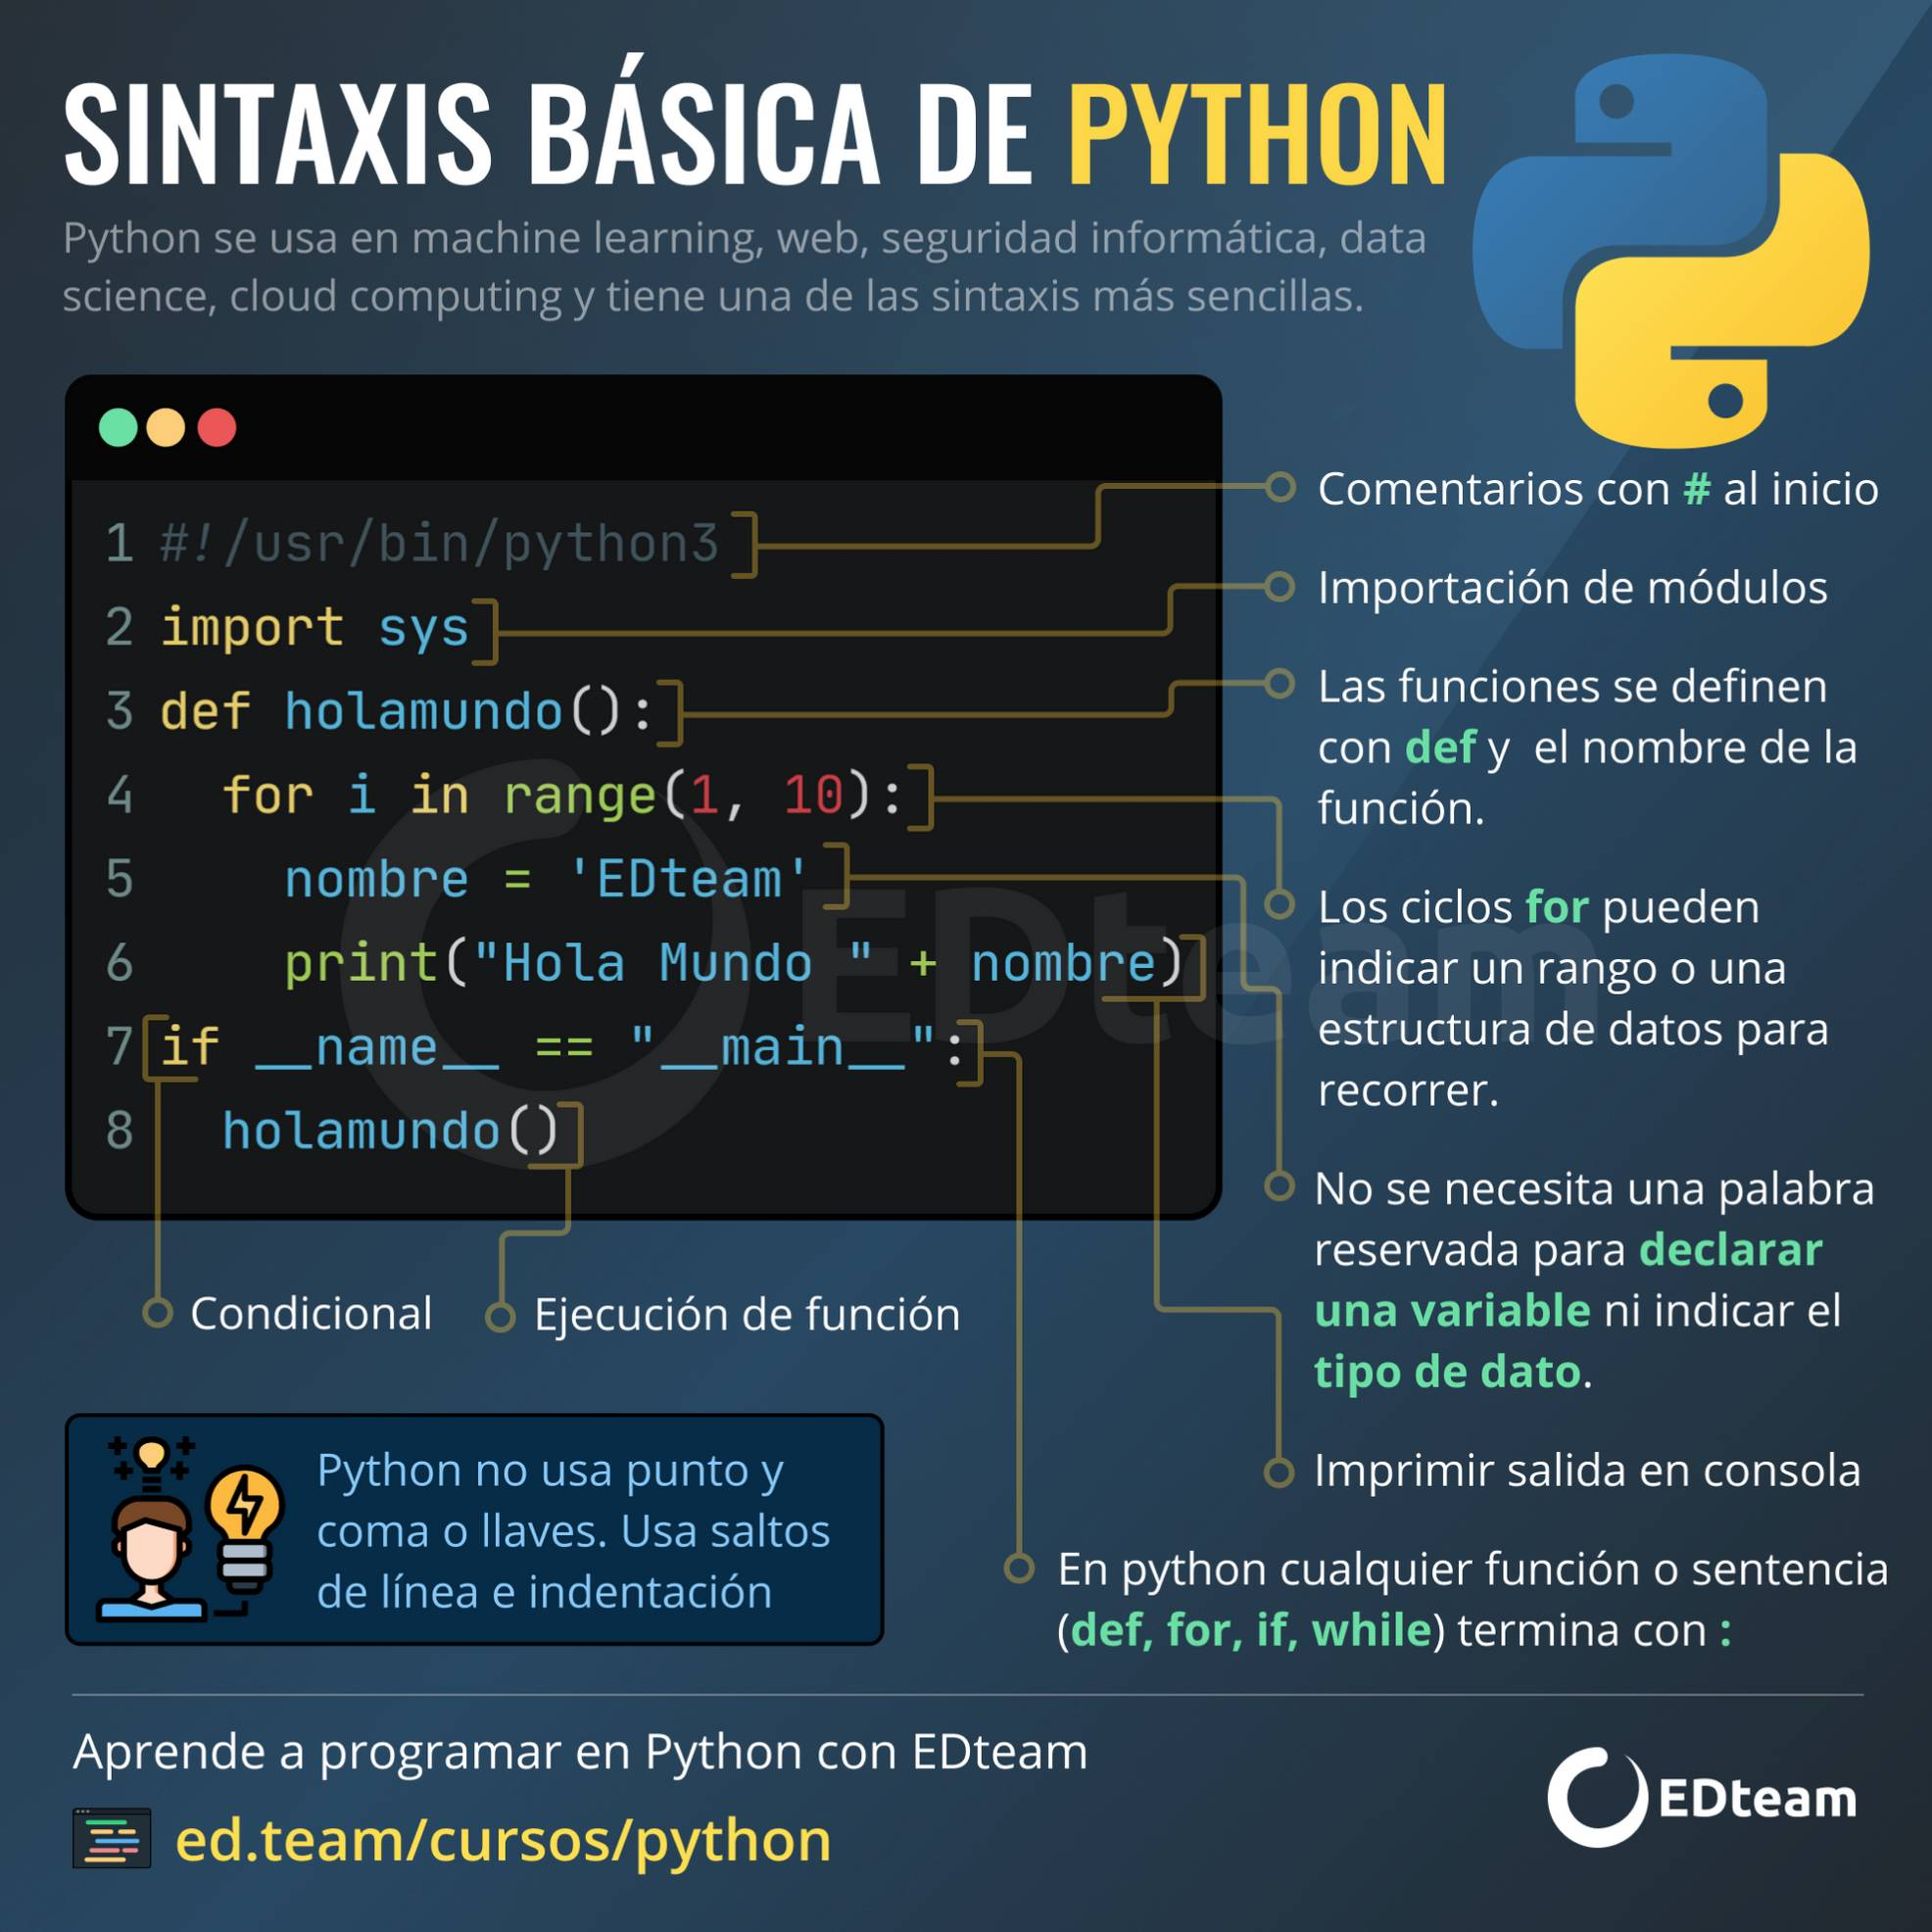 SINTAXIS BÁSICA DE PYTHON
Python se usa en machine learning, web, seguridad informática, data
science, cloud computing y tiene una de las sintaxis más sencillas.
1 #!/usr/bin/python3
2 import sys
3 def holamundo():
4   for i in range(1, 10):
5     nombre = 'EDteam'
6     print("Hola Mundo " + nombre)
7 if __name__ == "__main__":
8   holamundo()
EDteam
Comentarios con # al inicio
Importación de módulos
Las funciones se definen
con def y  el nombre de la
función.
Los ciclos for pueden
indicar un rango o una
estructura de datos para
recorrer.
No se necesita una palabra
reservada para declarar
una variable ni indicar el
tipo de dato.
Imprimir salida en consola
En python cualquier función o sentencia
(def, for, if, while) termina con :
Condicional
Ejecución de función
Python no usa punto y
coma o llaves. Usa saltos
de línea e indentación
Aprende a programar en Python con EDteam
ed.team/cursos/python
EDteam